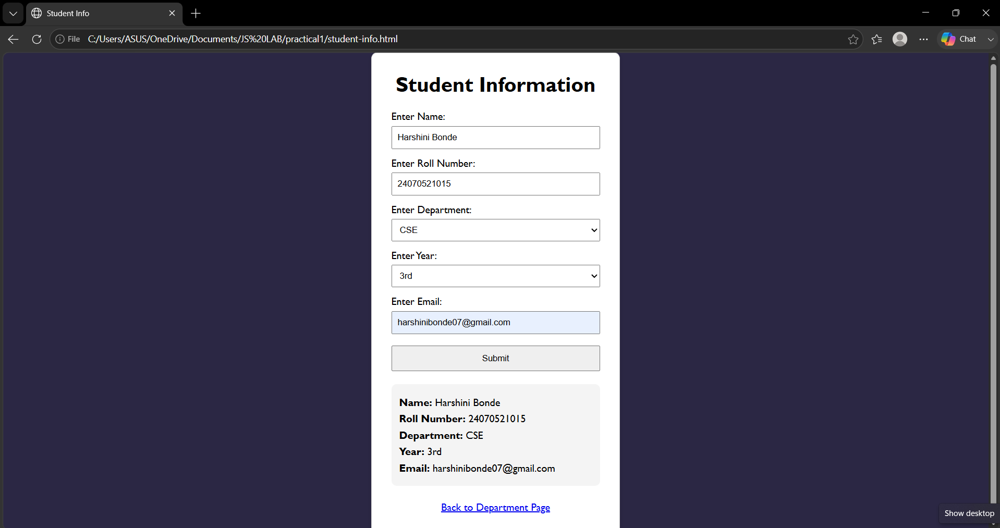 Student Info
File C:/Users/ASUS/OneDrive/Documents/JS%20LAB/practical1/student-info.html
Chat
Student Information
Enter Name:
Harshini Bonde
Enter Roll Number:
24070521015
Enter Department:
CSE
Enter Year:
3rd
Enter Email:
harshinibonde07@gmail.com
Submit
Name: Harshini Bonde
Roll Number: 24070521015
Department: CSE
Year: 3rd
Email: harshinibonde07@gmail.com
Back to Department Page
Show desktop